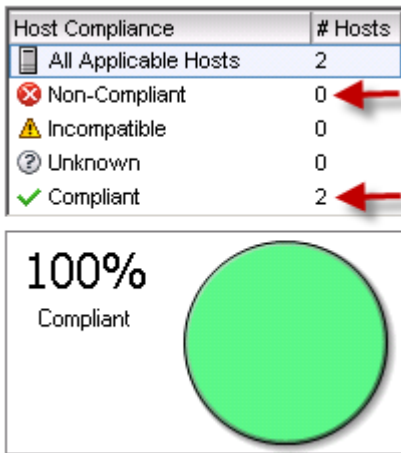 Host Compliance # Hosts
All Applicable Hosts 2
Non-Compliant 0
Incompatible 0
Unknown 0
Compliant 2
100%
Compliant